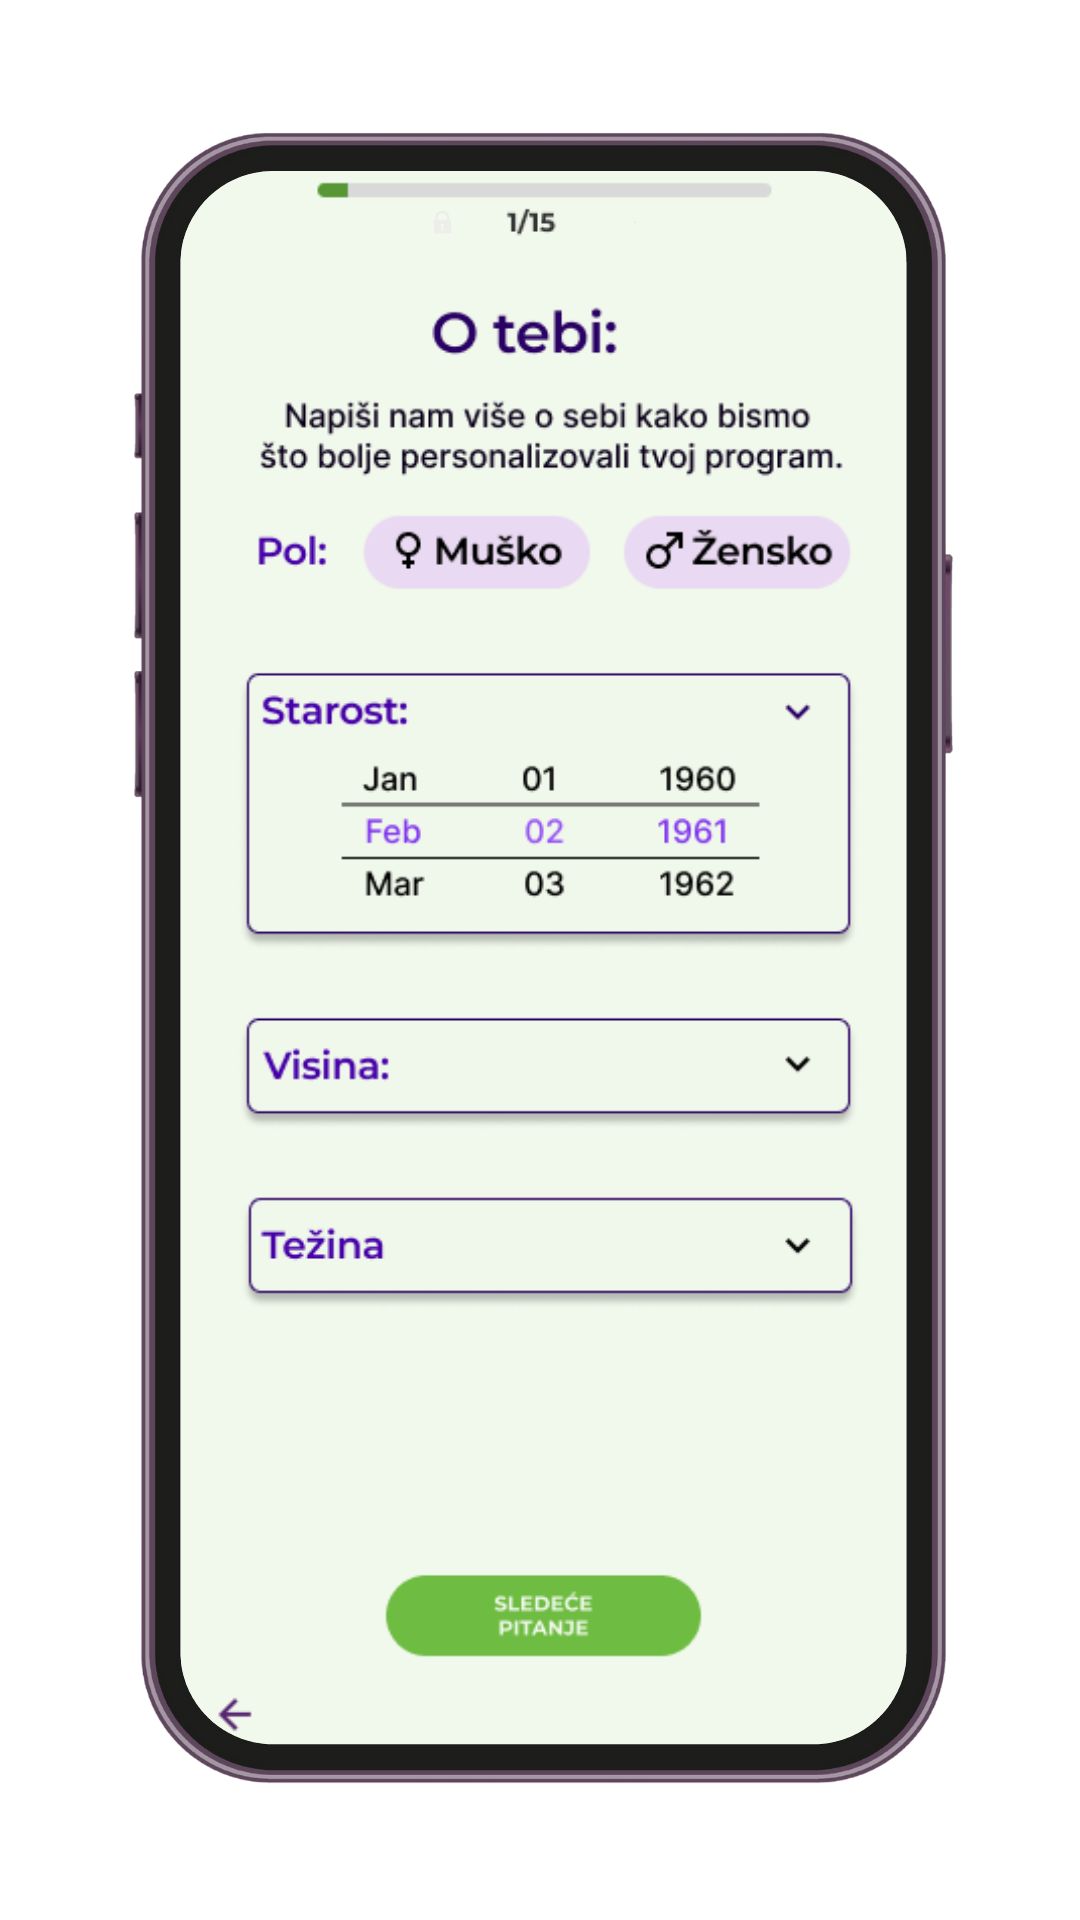 1/15
O tebi:
Napiši nam više o sebi kako bismo
što bolje personalizovali tvoj program.
Pol: ♀ Muško ♂ Žensko
Starost:
Jan 01 1960
Feb 02 1961
Mar 03 1962
Visina:
Težina
SLEDEĆE
PITANJE